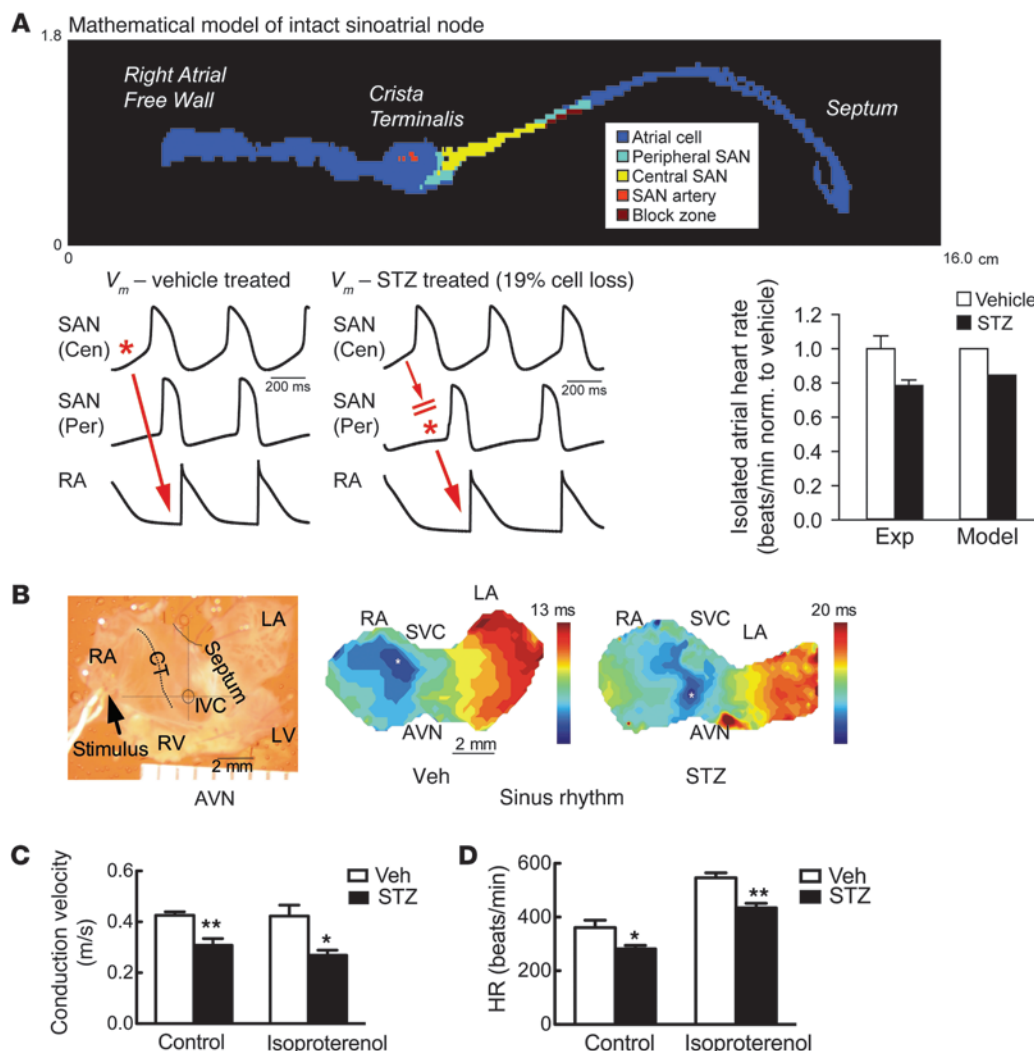 A Mathematical model of intact sinoatrial node
1.8
Right Atrial
Free Wall
Crista
Terminalis
Septum
Atrial cell
Peripheral SAN
Central SAN
SAN artery
Block zone
0
0
16.0 cm
Vm – vehicle treated
SAN
(Cen)
*
200 ms
SAN
(Per)
RA
Vm – STZ treated (19% cell loss)
SAN
(Cen)
200 ms
SAN
(Per)
*
RA
Isolated atrial heart rate
(beats/min norm. to vehicle)
Vehicle
STZ
1.2
1.0
0.8
0.6
0.4
0.2
0.0
Exp Model
B
RA
CT
Septum
LA
IVC
Stimulus
RV
LV
2 mm
AVN
RA
SVC
LA
*
AVN
2 mm
13 ms
Veh
RA
SVC
LA
*
AVN
20 ms
STZ
Sinus rhythm
C
Conduction velocity
(m/s)
0.6
0.4
0.2
0.0
Veh
STZ
**
*
Control Isoproterenol
D
HR (beats/min)
600
400
200
0
Veh
STZ
*
**
Control Isoproterenol